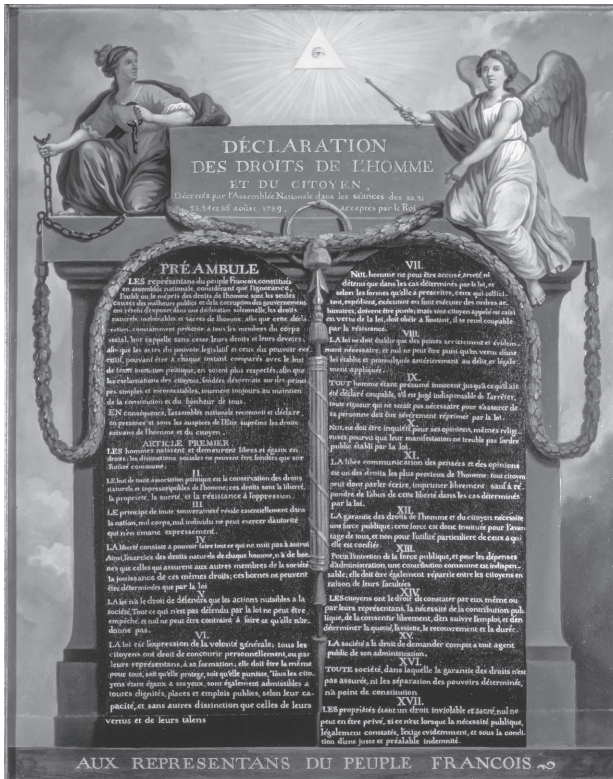 DÉCLARATION
DES DROITS DE L'HOMME
ET DU CITOYEN,
Décretés par l'Assemblée Nationale dans les séances des 20, 21
23, 24 et 26 août 1789, acceptés par le Roi
PRÉAMBULE
LES représentans du peuple François, constitués
en assemblée nationale, considérant que l'ignorance,
l'oubli ou le mépris des droits de l'homme sont les seules
causes des malheurs publics et de la corruption des gouvernemens
ont résolu d'exposer dans une déclaration solemnelle, les droits
naturels, inaliénables et sacrés de l'homme; afin que cette décla-
ration, constamment présente a tous les membres du corps
social, leur rappelle sans cesse leurs droits et leurs devoirs,
afin que les actes du pouvoir législatif et ceux du pouvoir exé-
cutif, pouvant être à chaque instant comparés avec le but
de toute institution politique, en soient plus respectés; afin que
les réclamations des citoyens, fondées désormais sur des princi-
pes simples et incontestables, tournent toujours au maintien
de la constitution et du bonheur de tous.
EN conséquence, l'assemblée nationale reconnoit et déclare,
en presence et sous les auspices de l'Etre suprême les droits
suivans de l'homme et du citoyen.
ARTICLE PREMIER
LES hommes naissent et demeurent libres et égaux en
droits; les distinctions sociales ne peuvent être fondées que sur
l'utilité commune.
II.
LE but de toute association politique est la conservation des droits
naturels et imprescriptibles de l'homme; ces droits sont la liberté,
la propriété, la sureté, et la résistance à l'oppression.
III.
LE principe de toute souveraineté réside essentiellement dans
la nation, nul corps, nul individu ne peut exercer d'autorité
qui n'en émane expressement.
IV.
LA liberté consiste a pouvoir faire tout ce qui ne nuit pas à autrui
Ainsi, l'exercice des droits naturels de chaque homme, n'a de bor-
nes que celles qui assurent aux autres membres de la société
la jouissance de ces mêmes droits; ces bornes ne peuvent
être déterminées que par la loi
V.
LA loi n'a le droit de défendre que les actions nuisibles à la
société. Tout ce qui n'est pas défendu par la loi ne peut être
empêché, et nul ne peut être contraint à faire ce qu'elle n'or-
donne pas.
VI.
LA loi est l'expression de la volonté générale; tous les
citoyens ont droit de concourir personnellement, ou par
leurs représentans, à sa formation; elle doit être la même
pour tous, soit qu'elle protege, soit qu'elle punisse. Tous les cito-
yens étans égaux a ses yeux, sont également admissibles a
toutes dignités, places et emplois publics, selon leur ca-
pacité, et sans autres distinction que celles de leurs
vertus et de leurs talens
VII.
NUL homme ne peut être accusé, arreté ni
détenu que dans les cas déterminés par la loi, et
selon les formes qu'elle à prescrites, ceux qui sollici-
tent, expédient, exécutent ou font exécuter des ordres ar-
bitraires, doivent être punis; mais tout citoyen appelé ou saisi
en vertu de la loi, doit obéir a l'instant, il se rend coupable
par la résistance.
VIII.
LA loi ne doit établir que des peines strictement et évidem-
ment nécessaire, et nul ne peut être puni qu'en vertu d'une
loi établie et promulguée antérieurement au délit et légale-
ment appliquée.
IX.
TOUT homme étant présumé innocent jusqu'a ce qu'il ait
été déclaré coupable, s'il est jugé indispensable de l'arrêter,
toute rigueur qui ne serait pas nécessaire pour s'assurer de
sa personne doit être sévèrement réprimée par la loi.
X.
NUL ne doit être inquiété pour ses opinions, mêmes religi-
euses pourvu que leur manifestation ne trouble pas l'ordre
public établi par la loi.
XI.
LA libre communication des pensées et des opinions
est un des droits les plus precieux de l'homme; tout citoyen
peut donc parler écrire, imprimer librement: sauf à ré-
pondre de l'abus de cette liberté dans les cas déterminés
par la loi.
XII.
LA garantie des droits de l'homme et du citoyen nécessite
une force publique; cette force est donc instituée pour l'avan-
tage de tous, et non pour l'utilité particuliere de ceux a qui
elle est confiée.
XIII.
POUR l'entretien de la force publique, et pour les dépenses
d'administration, une contribution commune est indispen-
sable; elle doit être également répartie entre les citoyens en
raison de leurs facultées
XIV.
LES citoyens ont le droit de constater par eux même ou
par leurs représentans, la nécessité de la contribution pub-
lique, de la consentir librement, d'en suivre l'emploi, et d'en
déterminer la quotité, l'assiette, le recouvrement et la durée.
XV.
LA société a le droit de demander compte a tout agent
public de son administration.
XVI.
TOUTE société, dans laquelle la garantie des droits n'est
pas assurée, ni les séparation des pouvoirs déterminée,
n'a point de constitution
XVII.
LES propriétés étant un droit inviolable et sacré, nul ne
peut en être privé, si ce n'est lorsque la nécessité publique,
légalement constatée, l'exige evidemment, et sous la condi-
tion d'une juste et préalable indemnité.
AUX REPRESENTANS DU PEUPLE FRANCOIS